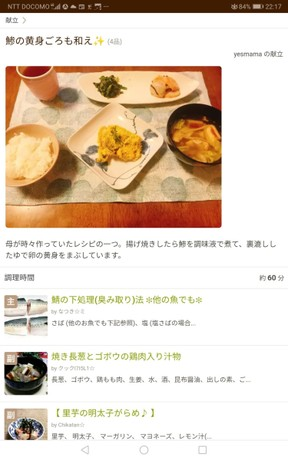 NTT DOCOMO 84% 22:17
献立 〉
鯵の黄身ごろも和え✨ (4品)
yesmama の献立
母が時々作っていたレシピの一つ。揚げ焼きしたら鯵を調味液で煮て、裏漉しし
たゆで卵の黄身をまぶしています。
調理時間 約 60 分
主
鯖の下処理(臭み取り)法 ✻他の魚でも✻
by なつき☆ミ
さば (他のお魚でも下記参照)、塩 (塩さばの場合...
副
焼き長葱とゴボウの鶏肉入り汁物
by クックI75L1☆
長葱、ゴボウ、鶏もも肉、生姜、水、酒、昆布醤油、出しの素、ご...
副
【 里芋の明太子がらめ♪ 】
by Chikaten☆
里芋、 明太子、 マーガリン、 マヨネーズ、レモン汁(...